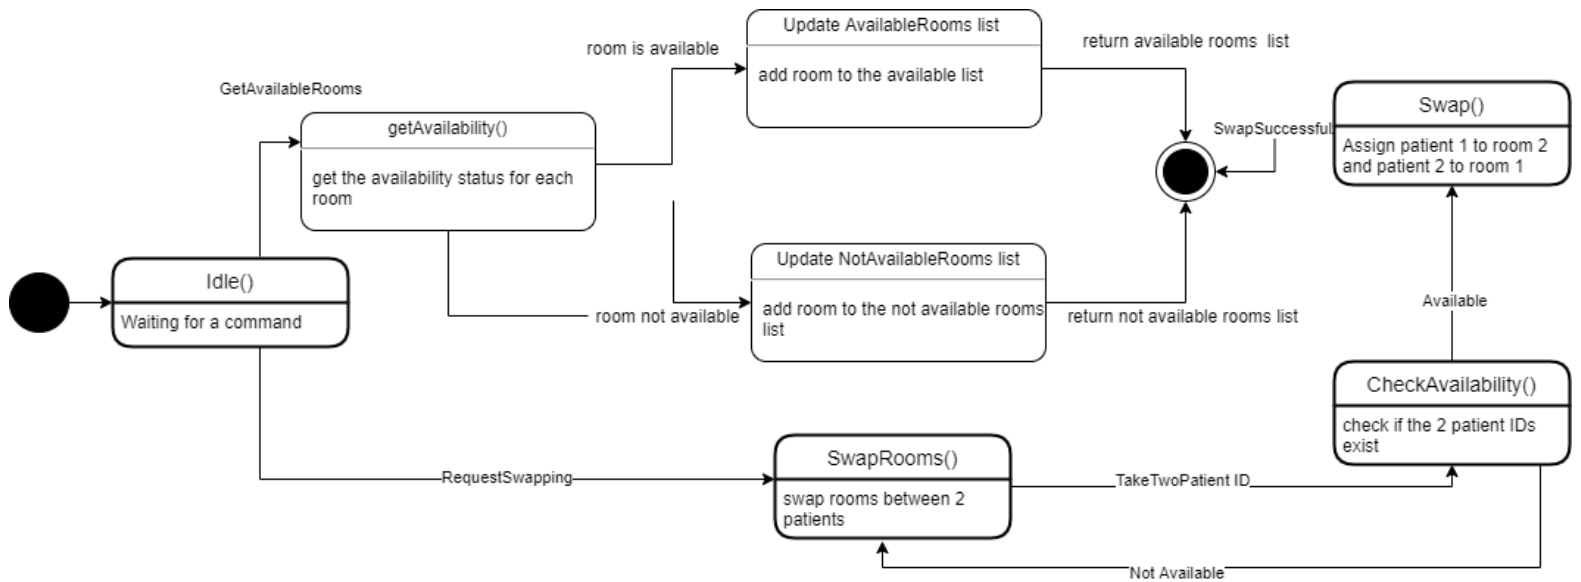 Update AvailableRooms list
add room to the available list
room is available
return available rooms list
GetAvailableRooms
getAvailability()
get the availability status for each
room
SwapSuccessful
Swap()
Assign patient 1 to room 2
and patient 2 to room 1
Idle()
Waiting for a command
Update NotAvailableRooms list
add room to the not available rooms
list
room not available
return not available rooms list
Available
CheckAvailability()
check if the 2 patient IDs
exist
RequestSwapping
SwapRooms()
swap rooms between 2
patients
TakeTwoPatient ID
Not Available